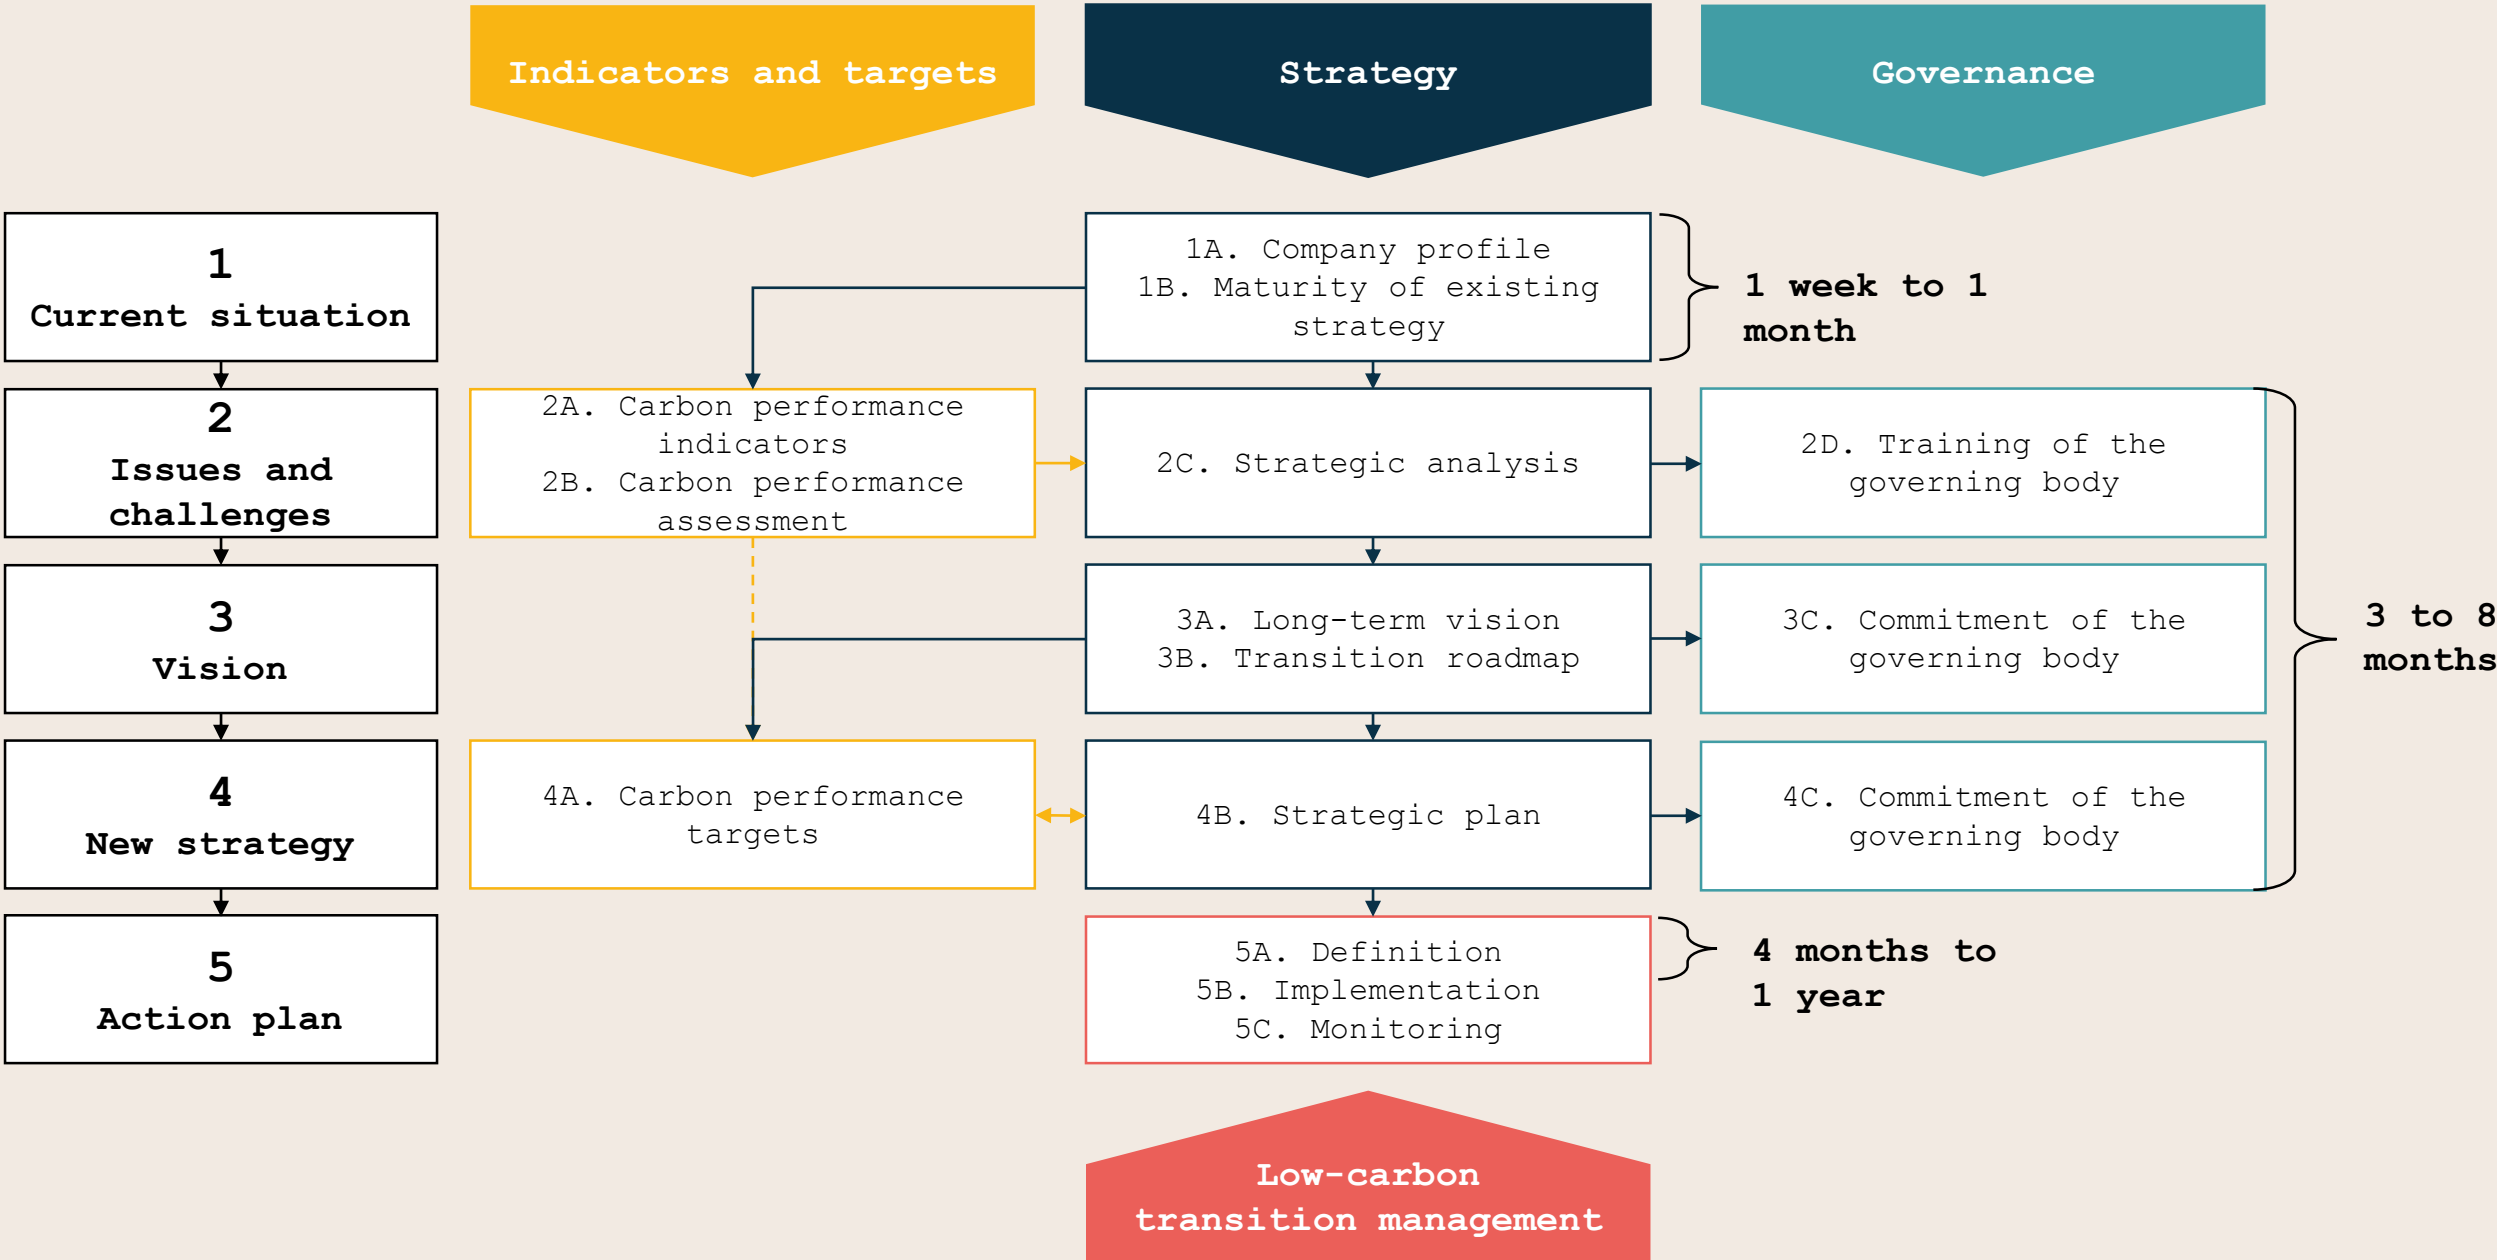 Indicators and targets
Strategy
Governance
1
Current situation
1A. Company profile
1B. Maturity of existing
strategy
1 week to 1
month
2
Issues and
challenges
2A. Carbon performance
indicators
2B. Carbon performance
assessment
2C. Strategic analysis
2D. Training of the
governing body
3
Vision
3A. Long-term vision
3B. Transition roadmap
3C. Commitment of the
governing body
3 to 8
months
4
New strategy
4A. Carbon performance
targets
4B. Strategic plan
4C. Commitment of the
governing body
5
Action plan
5A. Definition
5B. Implementation
5C. Monitoring
4 months to
1 year
Low-carbon
transition management